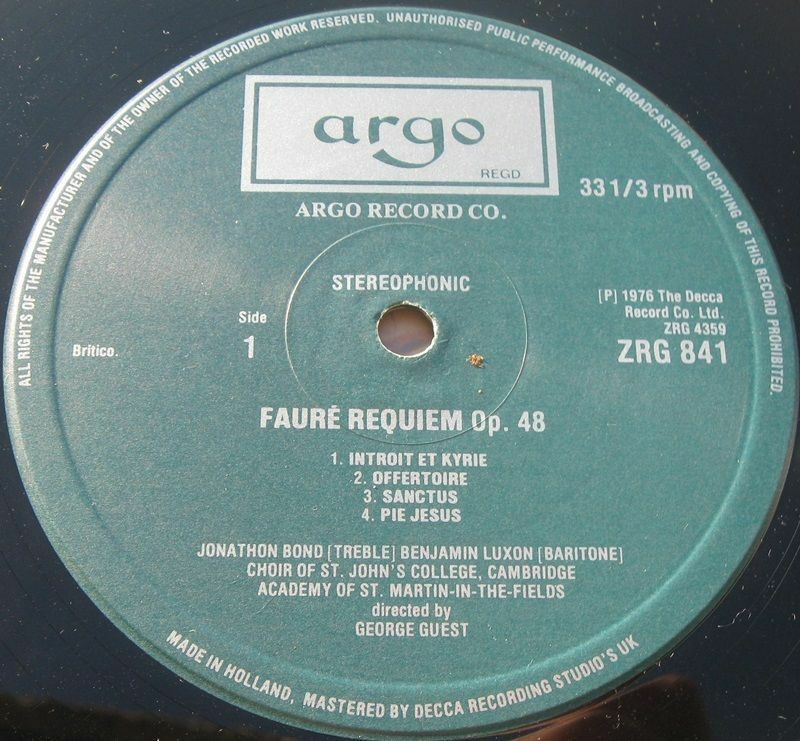 ALL RIGHTS OF THE MANUFACTURER AND OF THE OWNER OF THE RECORDED WORK RESERVED. UNAUTHORISED PUBLIC PERFORMANCE BROADCASTING AND COPYING OF THIS RECORD PROHIBITED.
argo
REGD
33 1/3 rpm
ARGO RECORD CO.
STEREOPHONIC
[P] 1976 The Decca
Record Co. Ltd.
ZRG 4359
ZRG 841
Side
1
Britico.
FAURÉ REQUIEM Op. 48
1. INTROIT ET KYRIE
2. OFFERTOIRE
3. SANCTUS
4. PIE JESUS
JONATHON BOND [TREBLE] BENJAMIN LUXON [BARITONE]
CHOIR OF ST. JOHN'S COLLEGE, CAMBRIDGE
ACADEMY OF ST. MARTIN-IN-THE-FIELDS
directed by
GEORGE GUEST
MADE IN HOLLAND, MASTERED BY DECCA RECORDING STUDIO'S UK